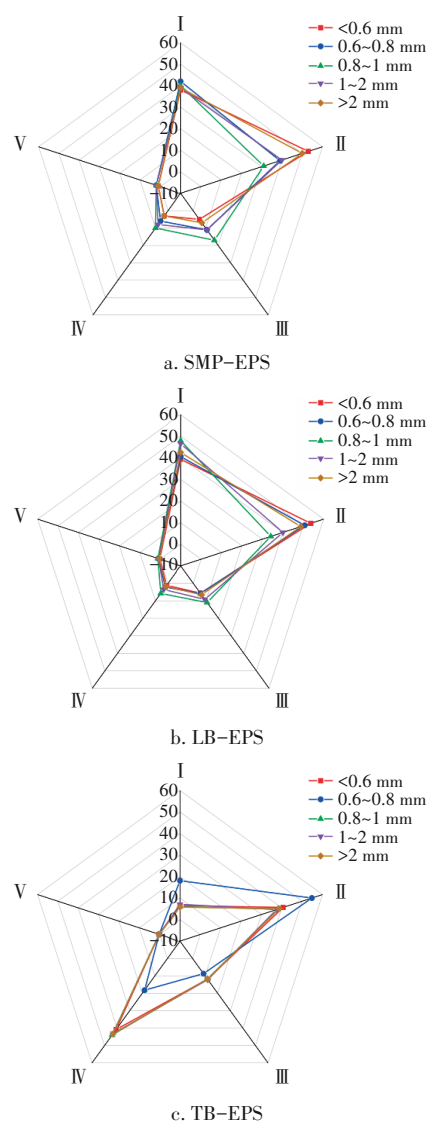 I
60
50
40
30
20
10
0
-10
II
III
IV
V
<0.6 mm
0.6~0.8 mm
0.8~1 mm
1~2 mm
>2 mm
a. SMP-EPS
I
60
50
40
30
20
10
0
-10
II
III
IV
V
<0.6 mm
0.6~0.8 mm
0.8~1 mm
1~2 mm
>2 mm
b. LB-EPS
I
60
50
40
30
20
10
0
-10
II
III
IV
V
<0.6 mm
0.6~0.8 mm
0.8~1 mm
1~2 mm
>2 mm
c. TB-EPS